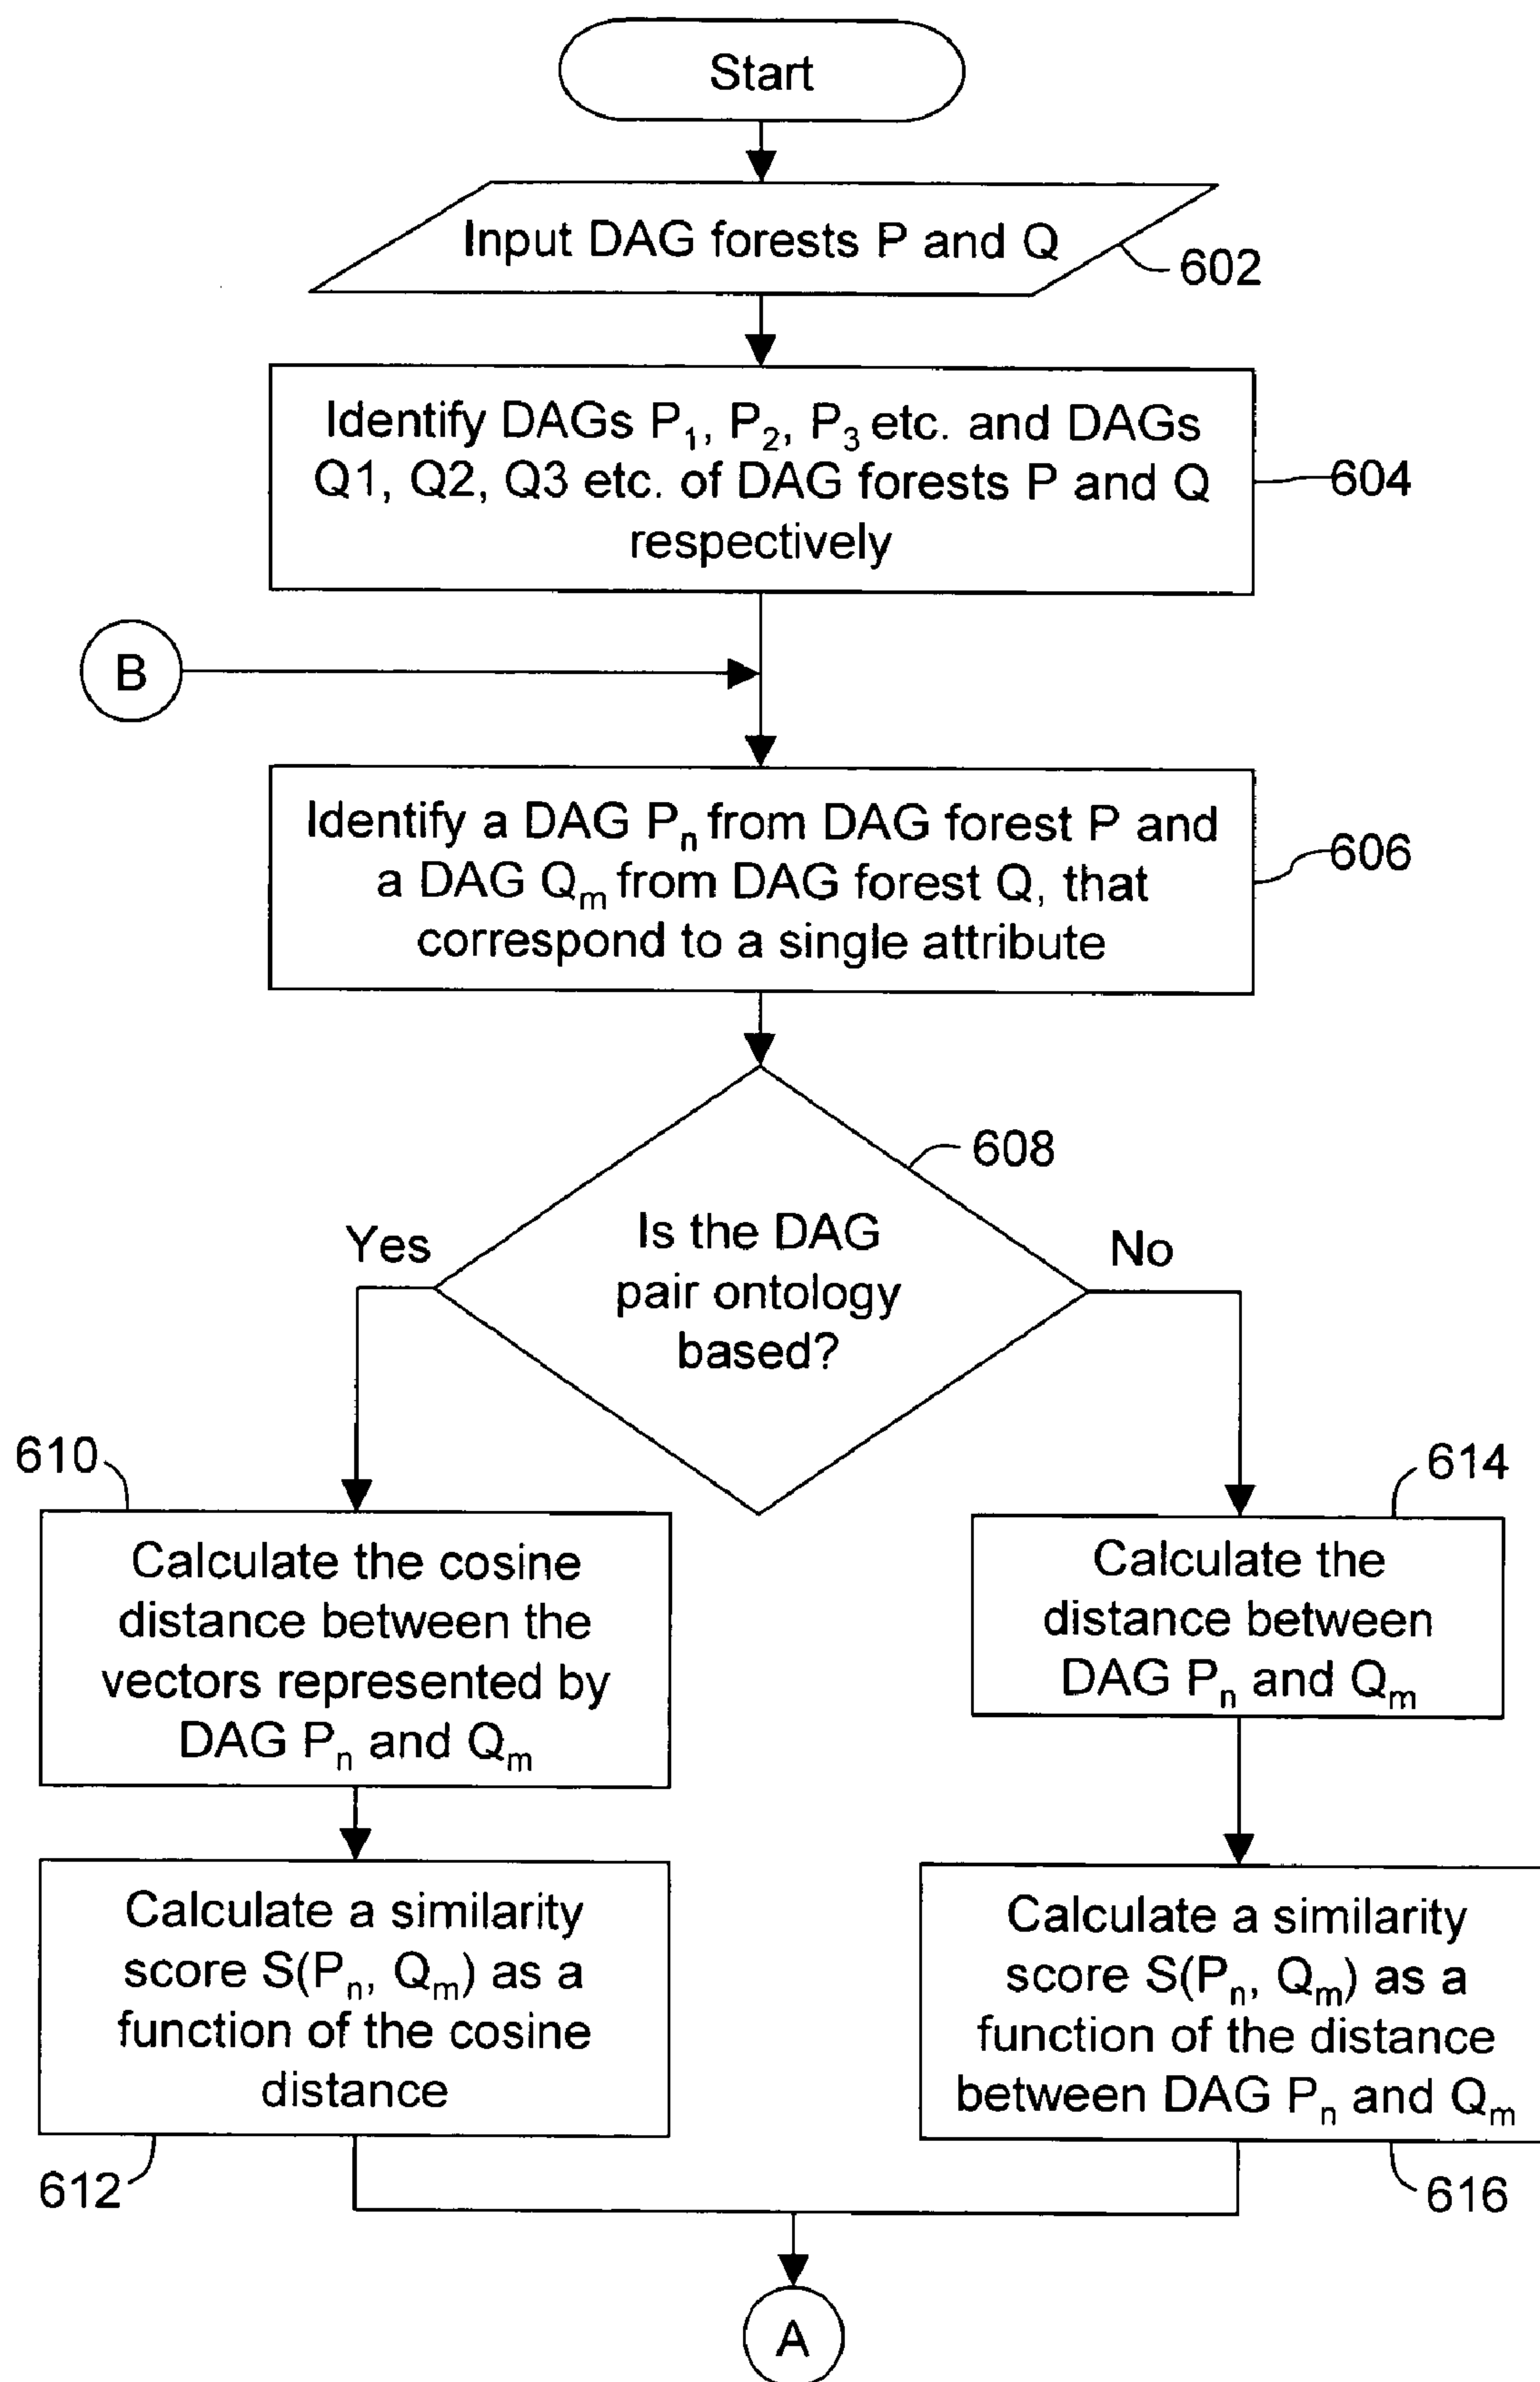 Start
Input DAG forests P and Q
602
Identify DAGs P₁, P₂, P₃ etc. and DAGs
Q1, Q2, Q3 etc. of DAG forests P and Q
respectively
604
B
Identify a DAG Pₙ from DAG forest P and
a DAG Qₘ from DAG forest Q, that
correspond to a single attribute
606
608
Is the DAG
pair ontology
based?
Yes
No
610
Calculate the cosine
distance between the
vectors represented by
DAG Pₙ and Qₘ
614
Calculate the
distance between
DAG Pₙ and Qₘ
Calculate a similarity
score S(Pₙ, Qₘ) as a
function of the cosine
distance
612
Calculate a similarity
score S(Pₙ, Qₘ) as a
function of the distance
between DAG Pₙ and Qₘ
616
A